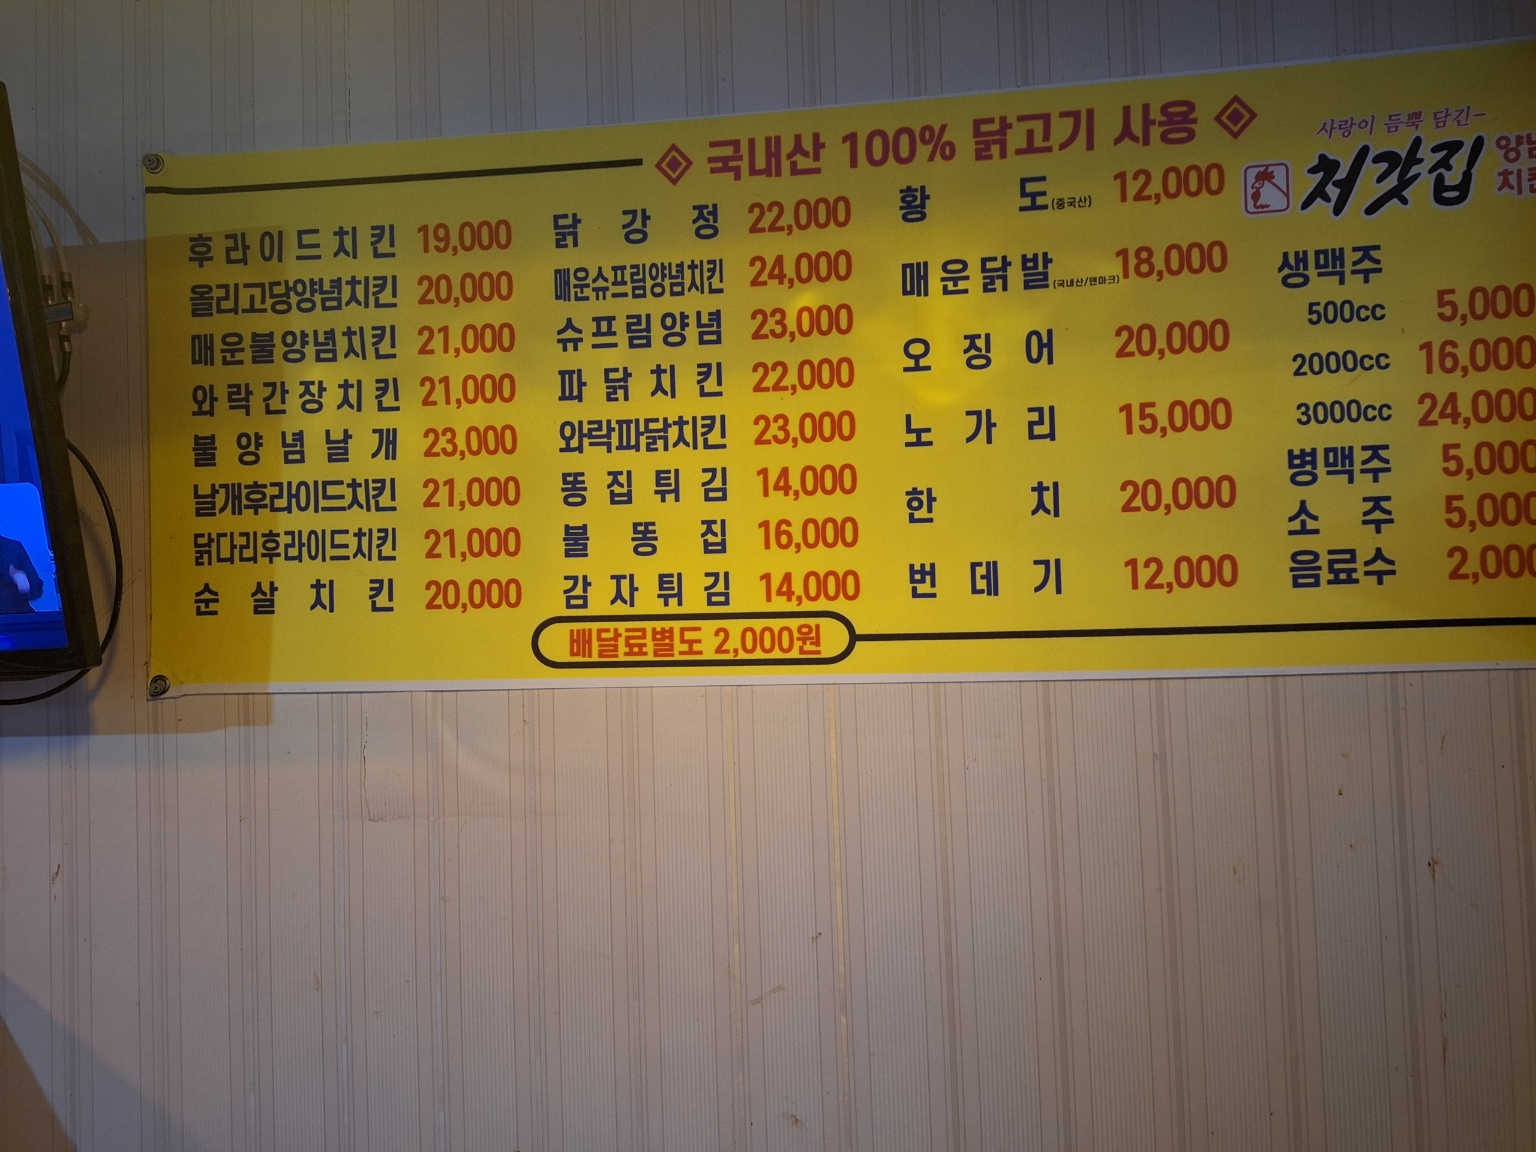 국내산 100% 닭고기 사용
후라이드치킨 19,000
올리고당양념치킨 20,000
매운불양념치킨 21,000
와락간장치킨 21,000
불양념날개 23,000
날개후라이드치킨 21,000
닭다리후라이드치킨 21,000
순살치킨 20,000
닭강정 22,000
매운슈프림양념치킨 24,000
슈프림양념 23,000
파닭치킨 22,000
와락파닭치킨 23,000
똥집튀김 14,000
불똥집 16,000
감자튀김 14,000
배달료별도 2,000원
황도(중국산) 12,000
매운닭발(국내산/덴마크) 18,000
오징어 20,000
노가리 15,000
한치 20,000
번데기 12,000
사랑이 듬뿍 담긴~
처갓집
양념
치킨
생맥주
500cc 5,000
2000cc 16,000
3000cc 24,000
병맥주 5,000
소주 5,000
음료수 2,000